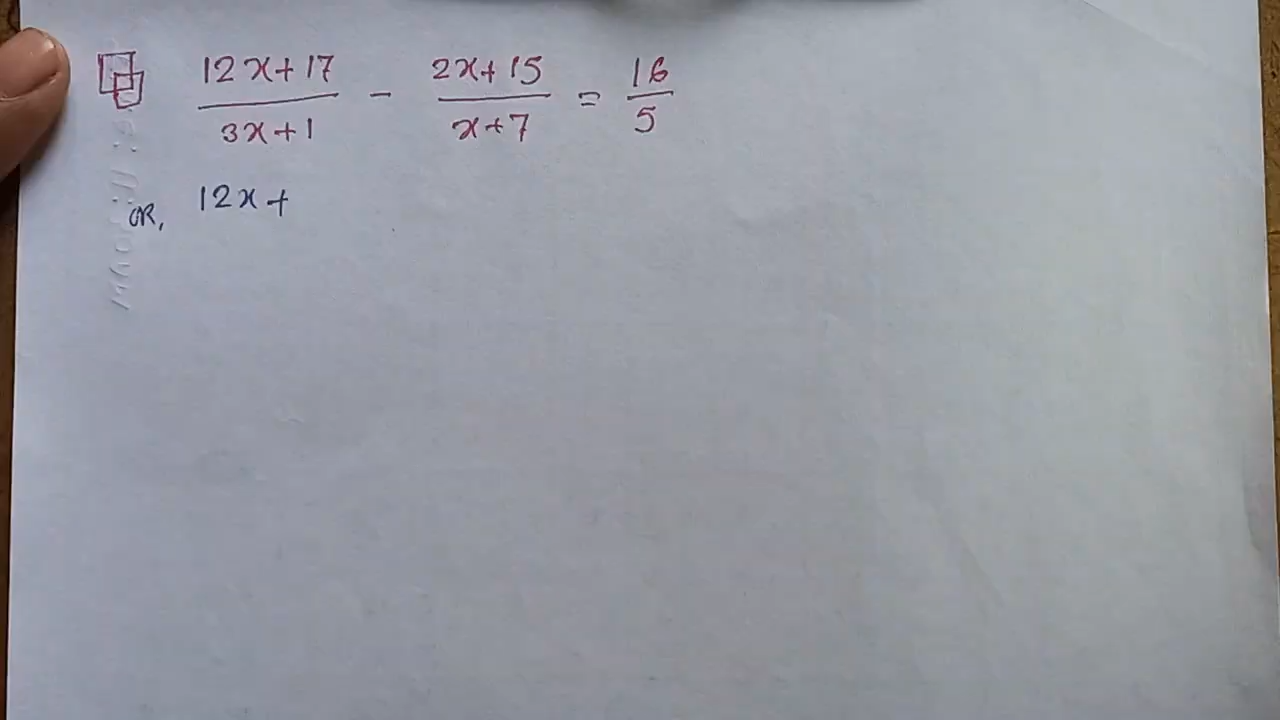 12x+17/3x+1 - 2x+15/x+7 = 16/5
OR, 12x+